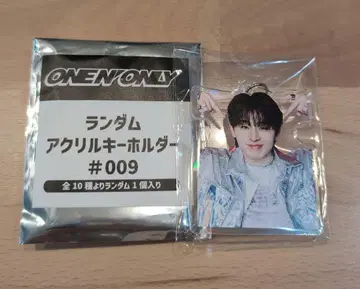 ONE N' ONLY
ランダム
アクリルキーホルダー
#009
全10種よりランダム1個入り